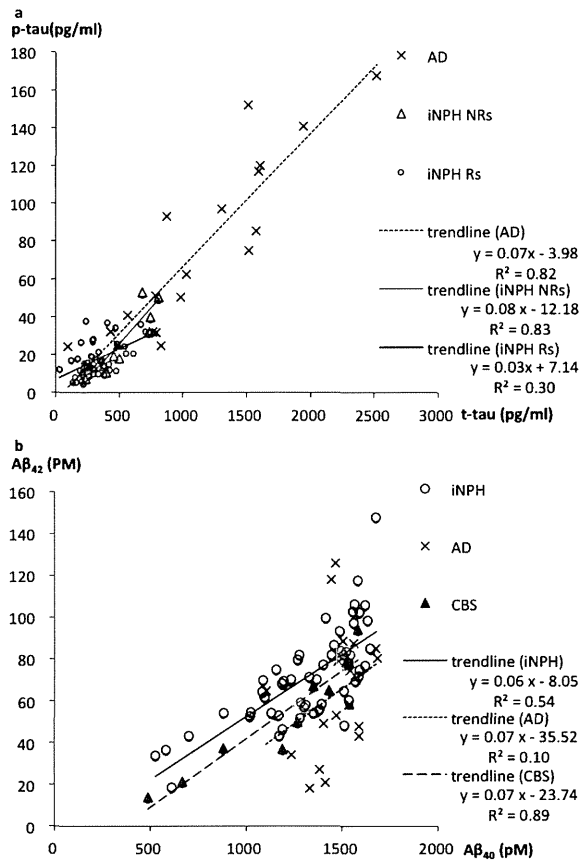 a
p-tau(pg/ml)
180
160
140
120
100
80
60
40
20
0
0 500 1000 1500 2000 2500 3000
t-tau (pg/ml)
AD
iNPH NRs
iNPH Rs
trendline (AD)
y = 0.07x - 3.98
R² = 0.82
trendline (iNPH NRs)
y = 0.08x - 12.18
R² = 0.83
trendline (iNPH Rs)
y = 0.03x + 7.14
R² = 0.30
b
Aβ₄₂ (PM)
160
140
120
100
80
60
40
20
0
0 500 1000 1500 2000
Aβ₄₀ (pM)
iNPH
AD
CBS
trendline (iNPH)
y = 0.06 x - 8.05
R² = 0.54
trendline (AD)
y = 0.07 x - 35.52
R² = 0.10
trendline (CBS)
y = 0.07 x - 23.74
R² = 0.89